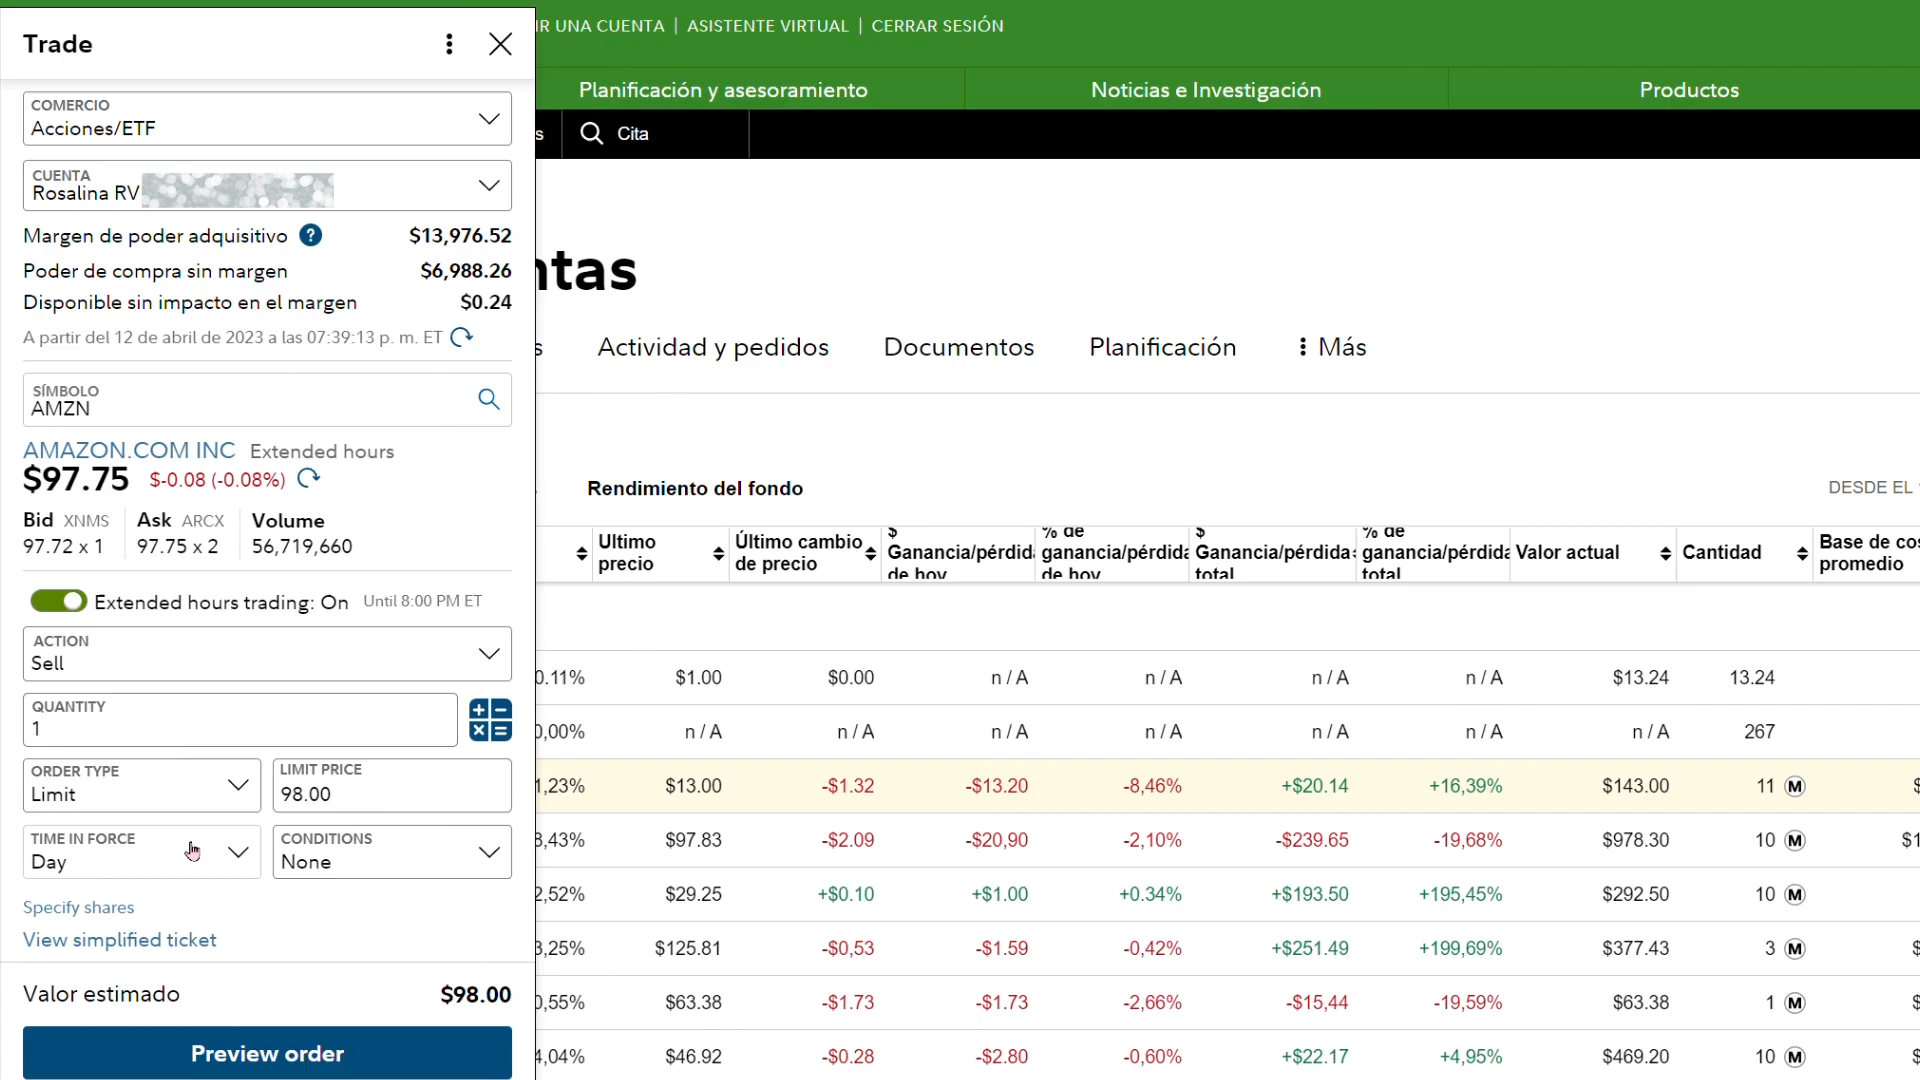 Trade
IR UNA CUENTA | ASISTENTE VIRTUAL | CERRAR SESIÓN
Planificación y asesoramiento Noticias e Investigación Productos
s Cita
COMERCIO
Acciones/ETF
CUENTA
Rosalina RV
Margen de poder adquisitivo ? $13,976.52
Poder de compra sin margen $6,988.26
Disponible sin impacto en el margen $0.24
A partir del 12 de abril de 2023 a las 07:39:13 p. m. ET
SÍMBOLO
AMZN
AMAZON.COM INC Extended hours
$97.75 $-0.08 (-0.08%)
Bid XNMS Ask ARCX Volume
97.72 x 1 97.75 x 2 56,719,660
Extended hours trading: On Until 8:00 PM ET
ACTION
Sell
QUANTITY
1
ORDER TYPE LIMIT PRICE
Limit 98.00
TIME IN FORCE CONDITIONS
Day None
Specify shares
View simplified ticket
Valor estimado $98.00
Preview order
ntas
s Actividad y pedidos Documentos Planificación Más
Rendimiento del fondo DESDE EL
Ultimo precio Último cambio de precio $ Ganancia/pérdida de hoy % de ganancia/pérdida de hoy $ Ganancia/pérdida total % de ganancia/pérdida total Valor actual Cantidad Base de cos promedio
0.11% $1.00 $0.00 n / A n / A n / A n / A $13.24 13.24
0,00% n / A n / A n / A n / A n / A n / A n / A 267
1,23% $13.00 -$1.32 -$13.20 -8,46% +$20.14 +16,39% $143.00 11 M $
3,43% $97.83 -$2.09 -$20,90 -2,10% -$239.65 -19,68% $978.30 10 M $1
2,52% $29.25 +$0.10 +$1.00 +0.34% +$193.50 +195,45% $292.50 10 M
3,25% $125.81 -$0,53 -$1.59 -0,42% +$251.49 +199,69% $377.43 3 M $
0,55% $63.38 -$1.73 -$1.73 -2,66% -$15,44 -19,59% $63.38 1 M $
4,04% $46.92 -$0.28 -$2.80 -0,60% +$22.17 +4,95% $469.20 10 M $